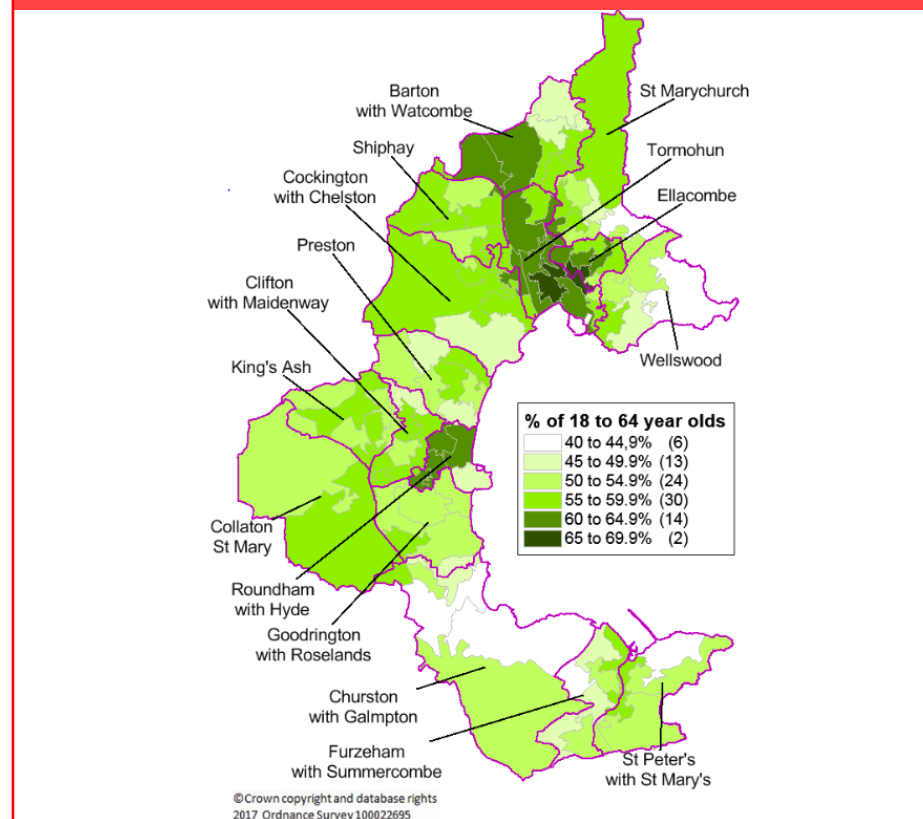 Barton
with Watcombe
St Marychurch
Shiphay
Tormohun
Cockington
with Chelston
Ellacombe
Preston
Clifton
with Maidenway
Wellswood
King's Ash
% of 18 to 64 year olds
40 to 44,9% (6)
45 to 49.9% (13)
50 to 54.9% (24)
55 to 59.9% (30)
60 to 64.9% (14)
65 to 69.9% (2)
Collaton
St Mary
Roundham
with Hyde
Goodrington
with Roselands
Churston
with Galmpton
Furzeham
with Summercombe
St Peter's
with St Mary's
©Crown copyright and database rights
2017 Ordnance Survey 100022695